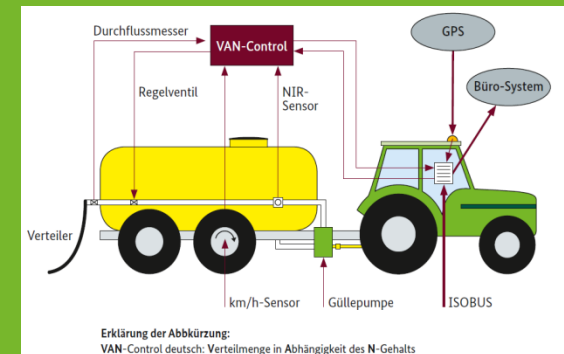 Durchflussmesser
VAN-Control
GPS
Regelventil
NIR-
Sensor
Büro-System
Verteiler
km/h-Sensor
Güllepumpe
ISOBUS
Erklärung der Abbkürzung:
VAN-Control deutsch: Verteilmenge in Abhängigkeit des N-Gehalts